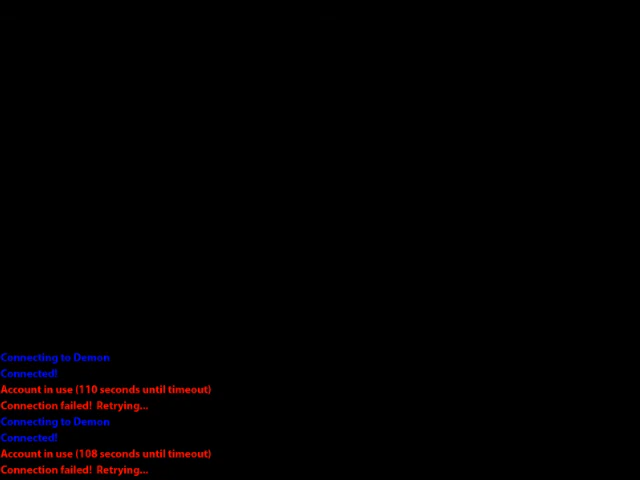 Connecting to Demon
Connected!
Account in use (110 seconds until timeout)
Connection failed!  Retrying...
Connecting to Demon
Connected!
Account in use (108 seconds until timeout)
Connection failed!  Retrying...